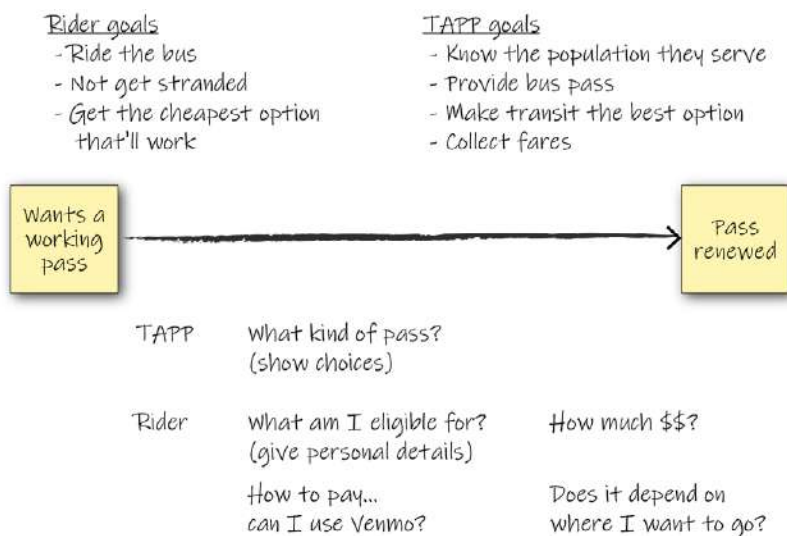 Rider goals
- Ride the bus
- Not get stranded
- Get the cheapest option
that'll work
TAPP goals
- Know the population they serve
- Provide bus pass
- Make transit the best option
- Collect fares
Wants a
working
pass
Pass
renewed
TAPP
What kind of pass?
(show choices)
Rider
What am I eligible for?
(give personal details)
How much $$?
How to pay...
can I use Venmo?
Does it depend on
where I want to go?